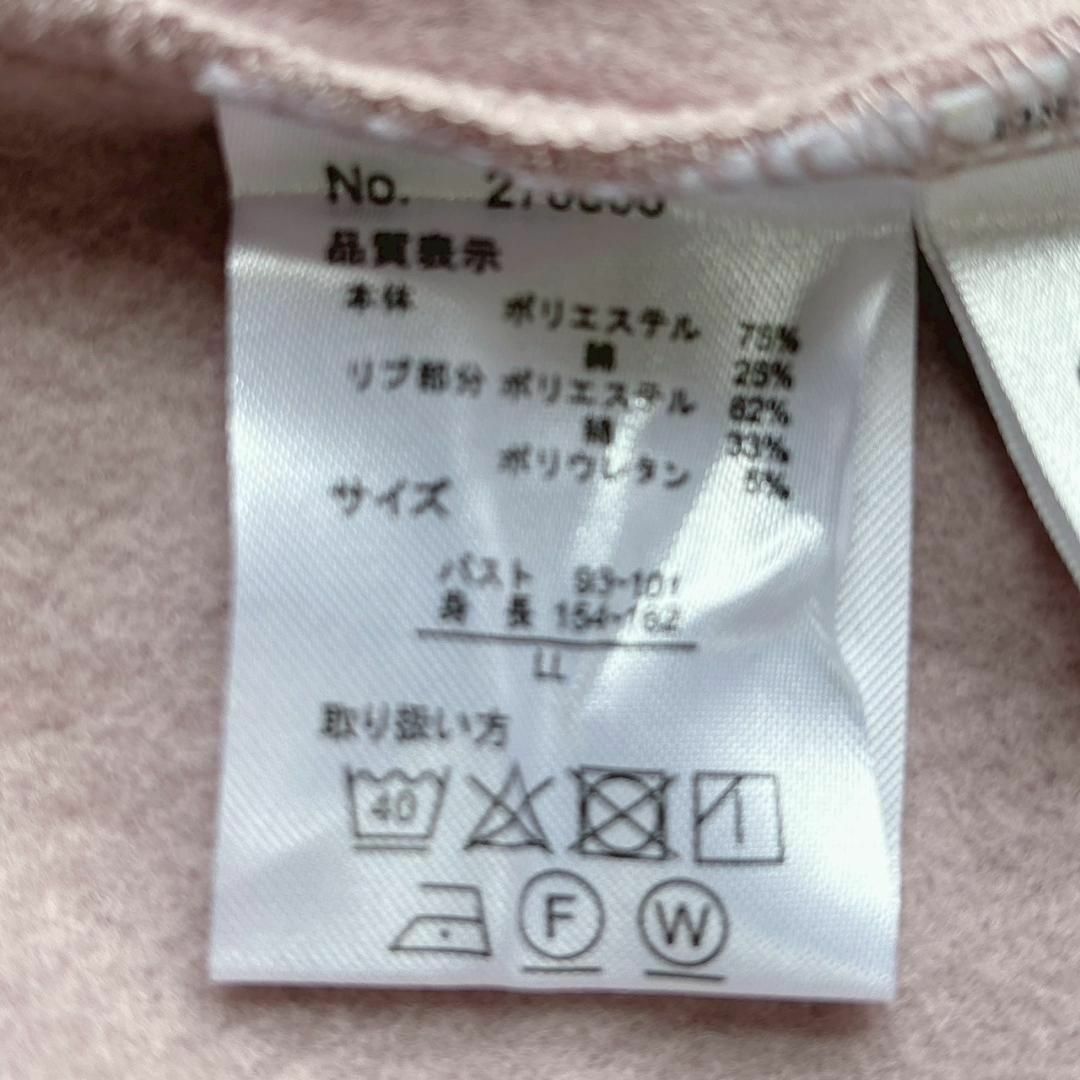 No.
品質表示
本体 ポリエステル 75%
綿
リブ部分 ポリエステル 62%
綿 33%
ポリウレタン 5%
サイズ
バスト 93-101
身 長 154-162
LL
取り扱い方
40
F W